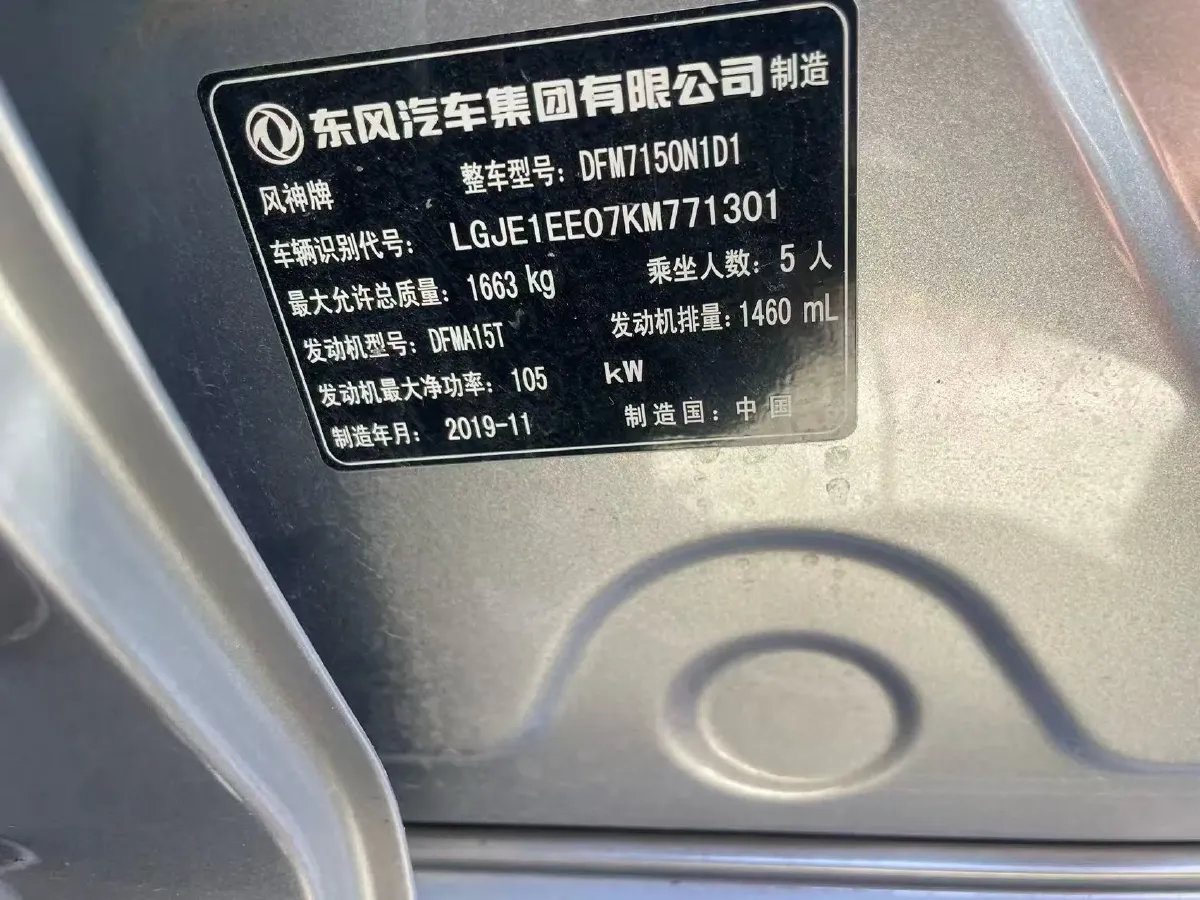 东风汽车集团有限公司制造
风神牌 整车型号: DFM7150N1D1
车辆识别代号: LGJE1EE07KM771301
最大允许总质量: 1663 kg 乘坐人数: 5 人
发动机型号: DFMA15T 发动机排量: 1460 mL
发动机最大净功率: 105 kW
制造年月: 2019-11 制造国: 中国